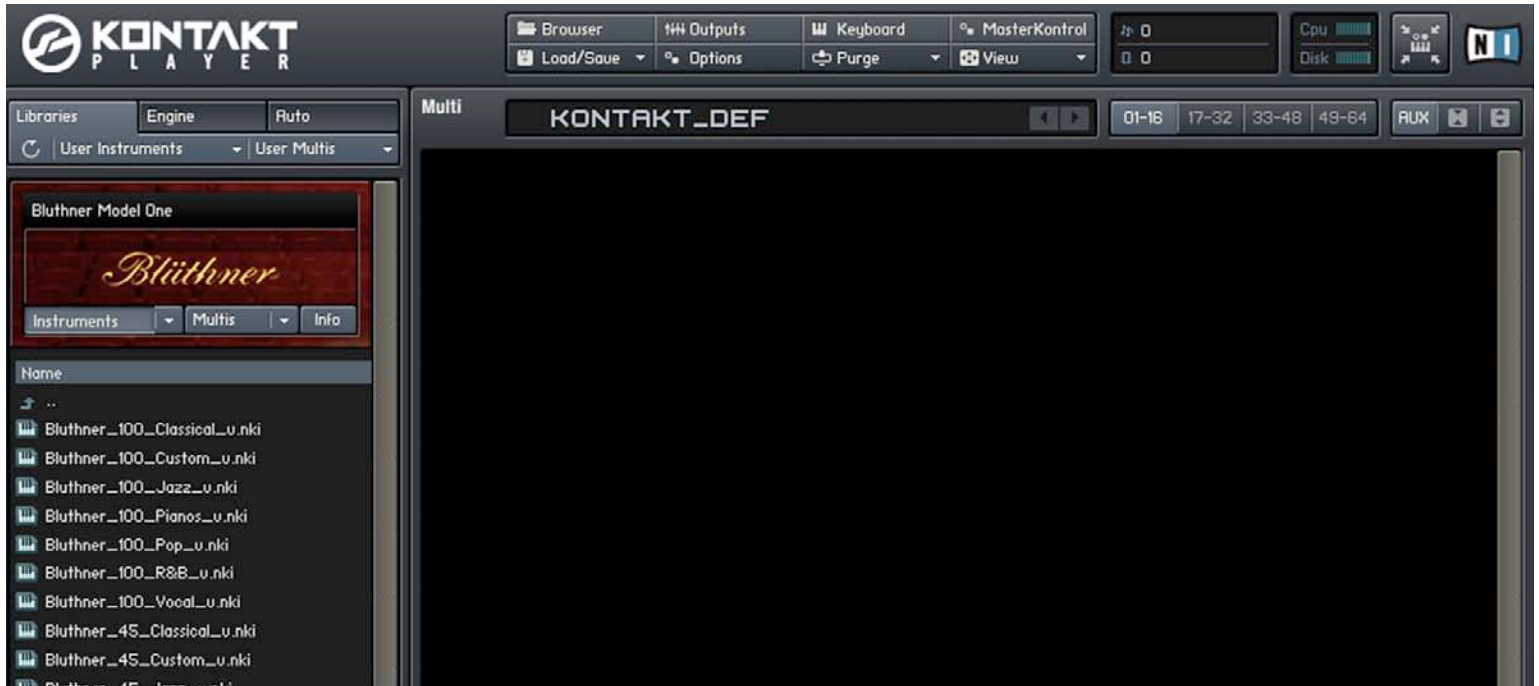 KONTAKT
PLAYER
Browser
Outputs
Keyboard
MasterKontrol
Load/Save
Options
Purge
View
0
0
Cpu
Disk
NI
Libraries
Engine
Auto
User Instruments
User Multis
Bluthner Model One
Blüthner
Instruments
Multis
Info
Name
..
Bluthner_100_Classical_v.nki
Bluthner_100_Custom_v.nki
Bluthner_100_Jazz_v.nki
Bluthner_100_Pianos_v.nki
Bluthner_100_Pop_v.nki
Bluthner_100_R&B_v.nki
Bluthner_100_Vocal_v.nki
Bluthner_45_Classical_v.nki
Bluthner_45_Custom_v.nki
Multi
KONTAKT_DEF
01-16
17-32
33-48
49-64
AUX